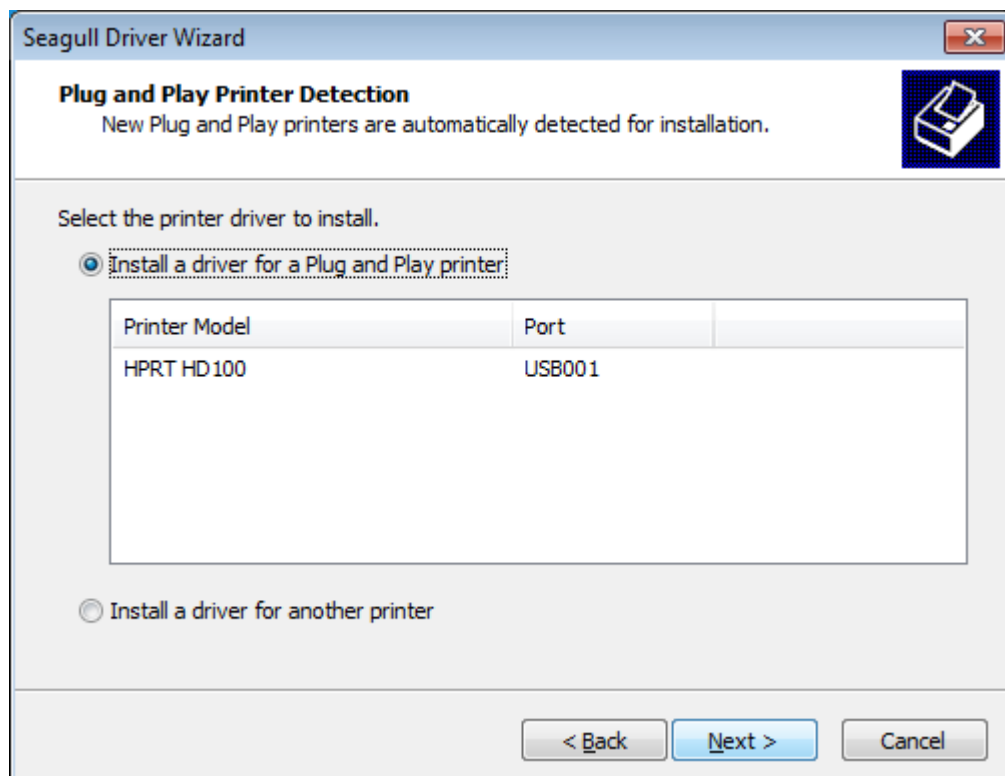 Seagull Driver Wizard
Plug and Play Printer Detection
New Plug and Play printers are automatically detected for installation.
Select the printer driver to install.
Install a driver for a Plug and Play printer
Printer Model Port
HPRT HD100 USB001
Install a driver for another printer
< Back Next > Cancel